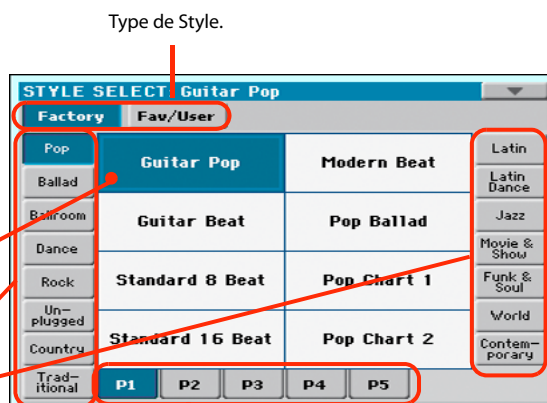 Type de Style.
STYLE SELECT: Guitar Pop
Factory Fav/User
Pop
Ballad
Ballroom
Dance
Rock
Un-
plugged
Country
Trad-
itional
Guitar Pop Modern Beat
Guitar Beat Pop Ballad
Standard 8 Beat Pop Chart 1
Standard 16 Beat Pop Chart 2
Latin
Latin
Dance
Jazz
Movie &
Show
Funk &
Soul
World
Contem-
porary
P1 P2 P3 P4 P5